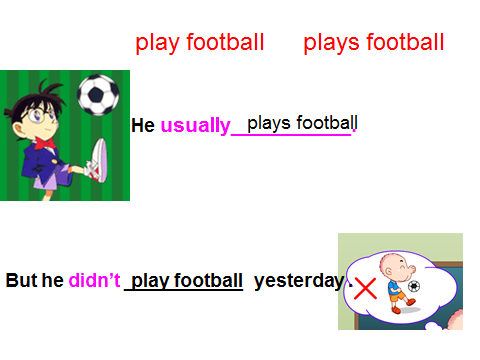 play football plays football
He usually plays football.
But he didn't play football yesterday.